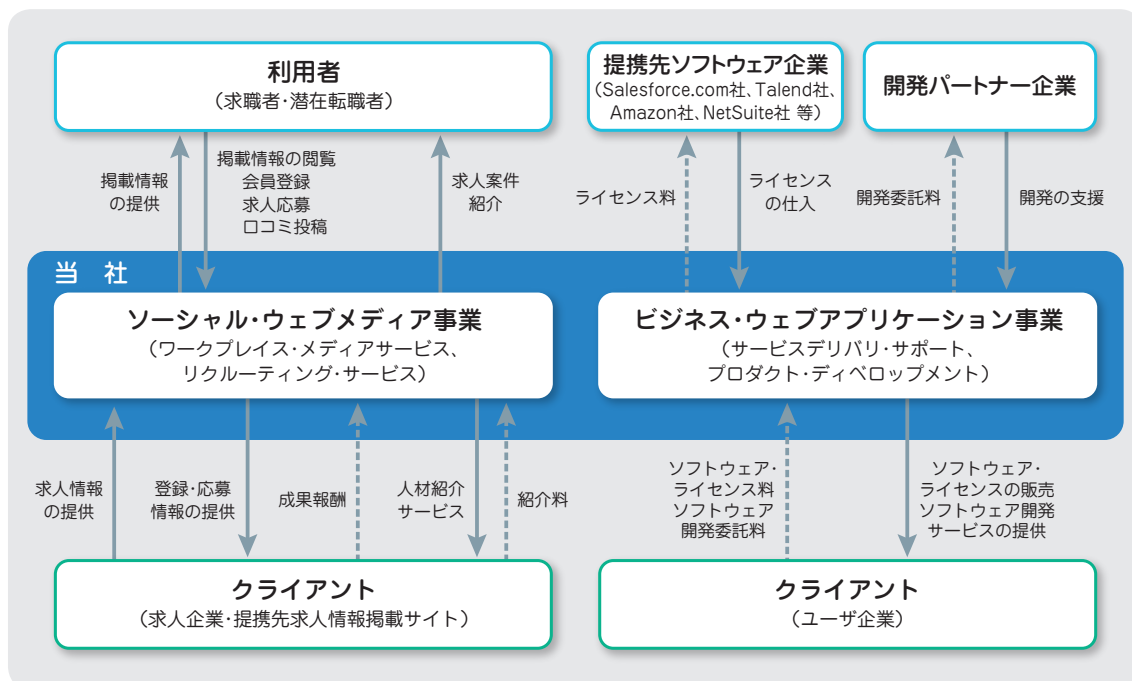 利用者
（求職者・潜在転職者）
提携先ソフトウェア企業
（Salesforce.com社、Talend社、
Amazon社、NetSuite社 等）
開発パートナー企業
掲載情報
の提供
掲載情報の閲覧
会員登録
求人応募
口コミ投稿
求人案件
紹介
ライセンス料
ライセンス
の仕入
開発委託料
開発の支援
当 社
ソーシャル・ウェブメディア事業
（ワークプレイス・メディアサービス、
リクルーティング・サービス）
ビジネス・ウェブアプリケーション事業
（サービスデリバリ・サポート、
プロダクト・ディベロップメント）
求人情報
の提供
登録・応募
情報の提供
成果報酬
人材紹介
サービス
紹介料
ソフトウェア・
ライセンス料
ソフトウェア
開発委託料
ソフトウェア・
ライセンスの販売
ソフトウェア開発
サービスの提供
クライアント
（求人企業・提携先求人情報掲載サイト）
クライアント
（ユーザ企業）